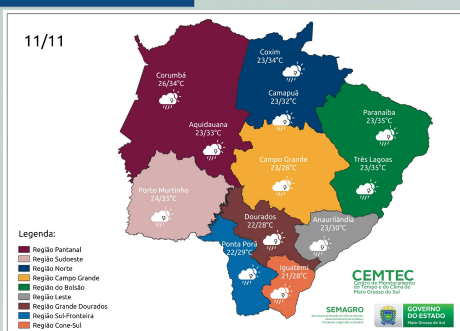 11/11
Coxim
23/34°C
Corumbá
26/34°C
Camapuã
23/32°C
Paranaíba
23/35°C
Aquidauana
23/33°C
Campo Grande
23/28°C
Três Lagoas
23/35°C
Porto Murtinho
24/35°C
Dourados
22/28°C
Anaurilândia
23/30°C
Ponta Porã
22/29°C
Iguatemi
21/28°C
Legenda:
Região Pantanal
Região Sudoeste
Região Norte
Região Campo Grande
Região do Bolsão
Região Leste
Região Grande Dourados
Região Sul-Fronteira
Região Cone-Sul
CEMTEC
Centro de Monitoramento
do Tempo e do Clima de
Mato Grosso do Sul
SEMAGRO
GOVERNO
DO ESTADO
Mato Grosso do Sul